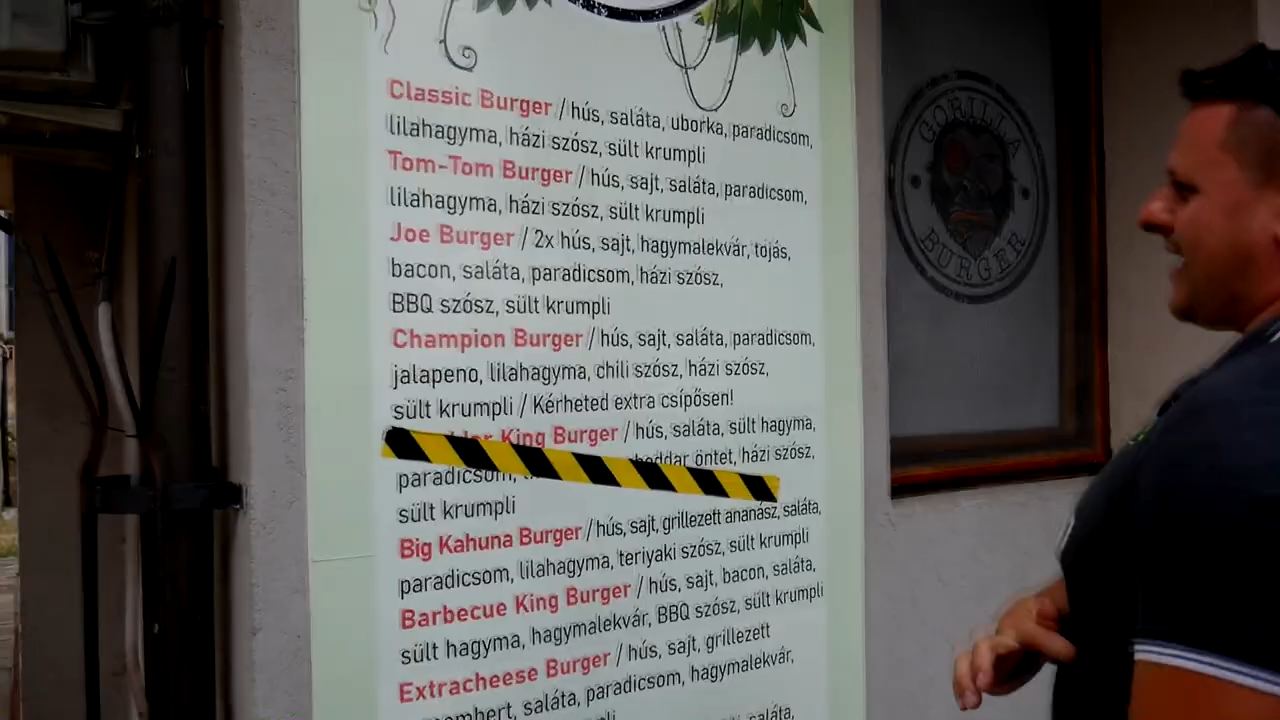 Classic Burger / hús, saláta, uborka, paradicsom,
lilahagyma, házi szósz, sült krumpli
Tom-Tom Burger / hús, sajt, saláta, paradicsom,
lilahagyma, házi szósz, sült krumpli
Joe Burger / 2x hús, sajt, hagymalekvár, tojás,
bacon, saláta, paradicsom, házi szósz,
BBQ szósz, sült krumpli
Champion Burger / hús, sajt, saláta, paradicsom,
jalapeno, lilahagyma, chili szósz, házi szósz,
sült krumpli / Kérheted extra csípősen!
King Burger / hús, saláta, sült hagyma,
öntet, házi szósz,
paradicsom,
sült krumpli
Big Kahuna Burger / hús, sajt, grillezett ananász, saláta,
paradicsom, lilahagyma, teriyaki szósz, sült krumpli
Barbecue King Burger / hús, sajt, bacon, saláta,
sült hagyma, hagymalekvár, BBQ szósz, sült krumpli
Extracheese Burger / hús, sajt, grillezett
saláta, paradicsom, hagymalekvár,
saláta,
GORILLA
BURGER